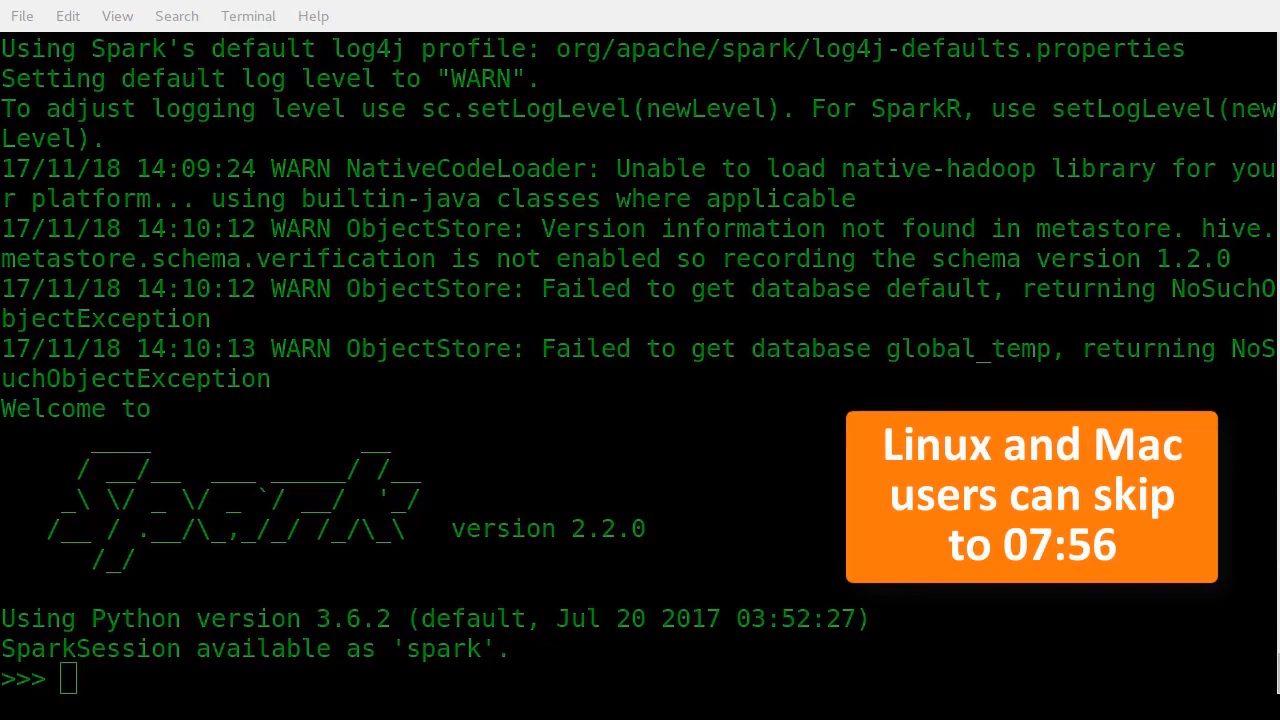 File Edit View Search Terminal Help
Using Spark's default log4j profile: org/apache/spark/log4j-defaults.properties
Setting default log level to "WARN".
To adjust logging level use sc.setLogLevel(newLevel). For SparkR, use setLogLevel(new
Level).
17/11/18 14:09:24 WARN NativeCodeLoader: Unable to load native-hadoop library for you
r platform... using builtin-java classes where applicable
17/11/18 14:10:12 WARN ObjectStore: Version information not found in metastore. hive.
metastore.schema.verification is not enabled so recording the schema version 1.2.0
17/11/18 14:10:12 WARN ObjectStore: Failed to get database default, returning NoSuchO
bjectException
17/11/18 14:10:13 WARN ObjectStore: Failed to get database global_temp, returning NoS
uchObjectException
Welcome to
      ____              __
     / __/__  ___ _____/ /__
    _\ \/ _ \/ _ `/ __/  '_/
   /__ / .__/\_,_/_/ /_/\_\   version 2.2.0
      /_/
Linux and Mac
users can skip
to 07:56
Using Python version 3.6.2 (default, Jul 20 2017 03:52:27)
SparkSession available as 'spark'.
>>>